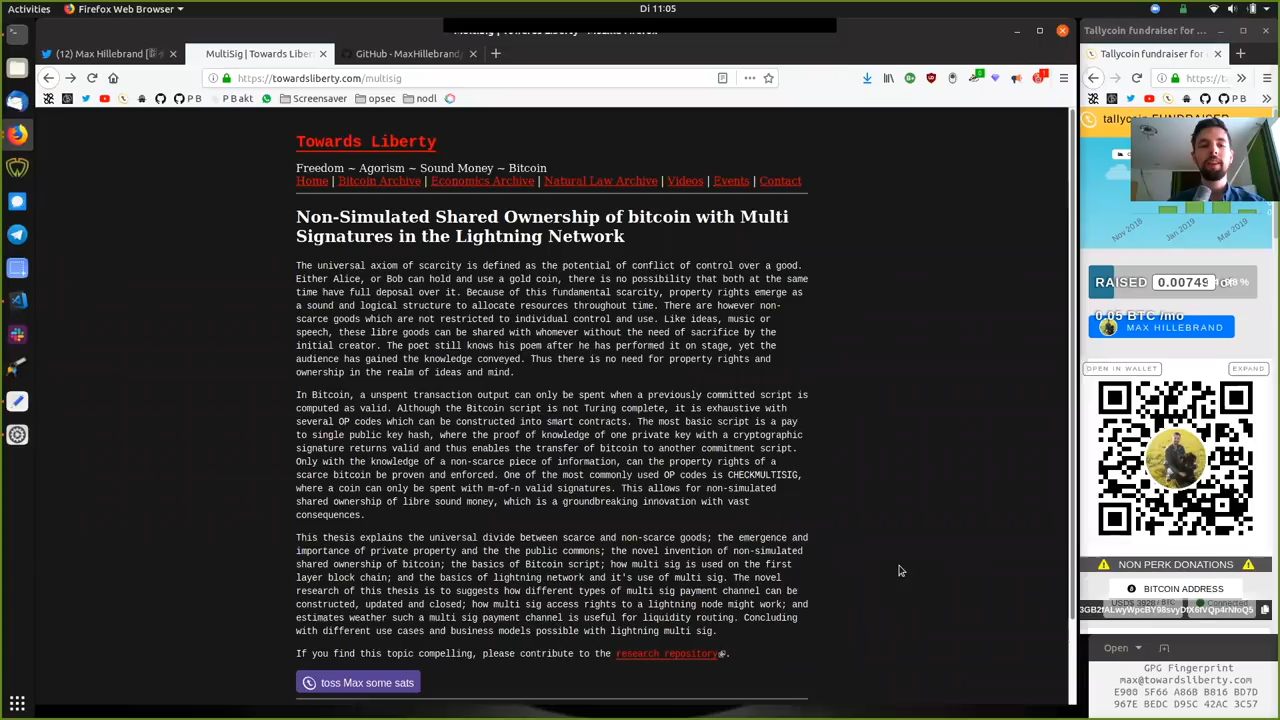 Activities
Firefox Web Browser
Di 11:05
(12) Max Hillebrand
MultiSig | Towards Liber
GitHub - MaxHillebrand
https://towardsliberty.com/multisig
P B
P B akt
Screensaver
opsec
nodl
Towards Liberty
Freedom ~ Agorism ~ Sound Money ~ Bitcoin
Home | Bitcoin Archive | Economics Archive | Natural Law Archive | Videos | Events | Contact
Non-Simulated Shared Ownership of bitcoin with Multi
Signatures in the Lightning Network
The universal axiom of scarcity is defined as the potential of conflict of control over a good.
Either Alice, or Bob can hold and use a gold coin, there is no possibility that both at the same
time have full deposal over it. Because of this fundamental scarcity, property rights emerge as
a sound and logical structure to allocate resources throughout time. There are however non-
scarce goods which are not restricted to individual control and use. Like ideas, music or
speech, these libre goods can be shared with whomever without the need of sacrifice by the
initial creator. The poet still knows his poem after he has performed it on stage, yet the
audience has gained the knowledge conveyed. Thus there is no need for property rights and
ownership in the realm of ideas and mind.
In Bitcoin, a unspent transaction output can only be spent when a previously committed script is
computed as valid. Although the Bitcoin script is not Turing complete, it is exhaustive with
several OP codes which can be constructed into smart contracts. The most basic script is a pay
to single public key hash, where the proof of knowledge of one private key with a cryptographic
signature returns valid and thus enables the transfer of bitcoin to another commitment script.
Only with the knowledge of a non-scarce piece of information, can the property rights of a
scarce bitcoin be proven and enforced. One of the most commonly used OP codes is CHECKMULTISIG,
where a coin can only be spent with m-of-n valid signatures. This allows for non-simulated
shared ownership of libre sound money, which is a groundbreaking innovation with vast
consequences.
This thesis explains the universal divide between scarce and non-scarce goods; the emergence and
importance of private property and the the public commons; the novel invention of non-simulated
shared ownership of bitcoin; the basics of Bitcoin script; how multi sig is used on the first
layer block chain; and the basics of lightning network and it's use of multi sig. The novel
research of this thesis is to suggests how different types of multi sig payment channel can be
constructed, updated and closed; how multi sig access rights to a lightning node might work; and
estimates weather such a multi sig payment channel is useful for liquidity routing. Concluding
with different use cases and business models possible with lightning multi sig.
If you find this topic compelling, please contribute to the research repository.
toss Max some sats
Tallycoin fundraiser for
Tallycoin fundraiser for
https://
P B
tallycoin FUNDRAISER
Nov 2018
Jan 2019
Mar 2019
RAISED 0.00749
0.05 BTC /mo
MAX HILLEBRAND
OPEN IN WALLET
EXPAND
NON PERK DONATIONS
BITCOIN ADDRESS
USD$ 3928 / BTC
Connected
Open
GPG Fingerprint
max@towardsliberty.com
E900 5F66 A86B B816 BD7D
967E BEDC D95C 42AC 3C57